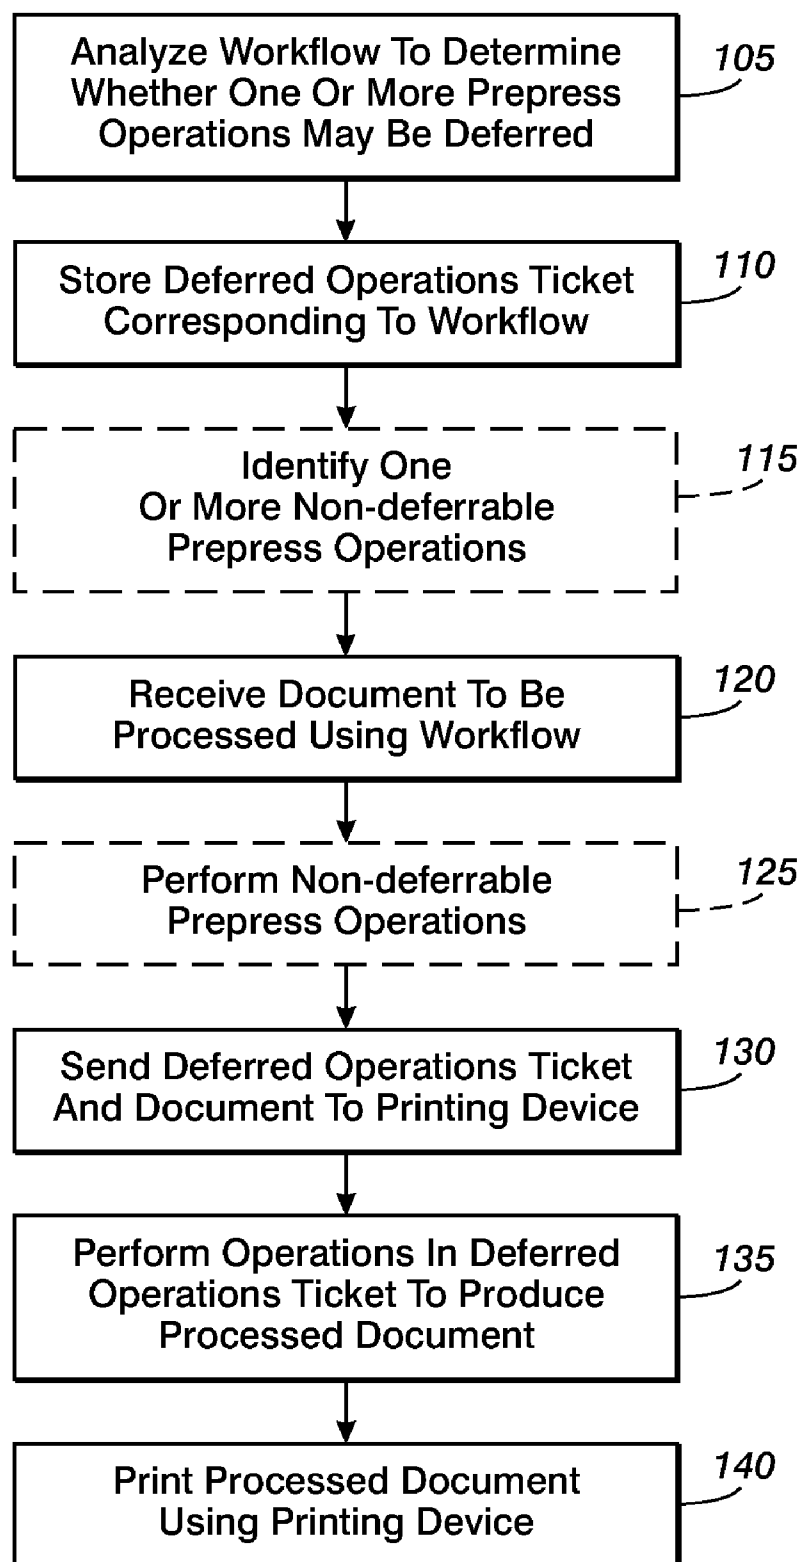 Analyze Workflow To Determine
Whether One Or More Prepress
Operations May Be Deferred
105
Store Deferred Operations Ticket
Corresponding To Workflow
110
Identify One
Or More Non-deferrable
Prepress Operations
115
Receive Document To Be
Processed Using Workflow
120
Perform Non-deferrable
Prepress Operations
125
Send Deferred Operations Ticket
And Document To Printing Device
130
Perform Operations In Deferred
Operations Ticket To Produce
Processed Document
135
Print Processed Document
Using Printing Device
140